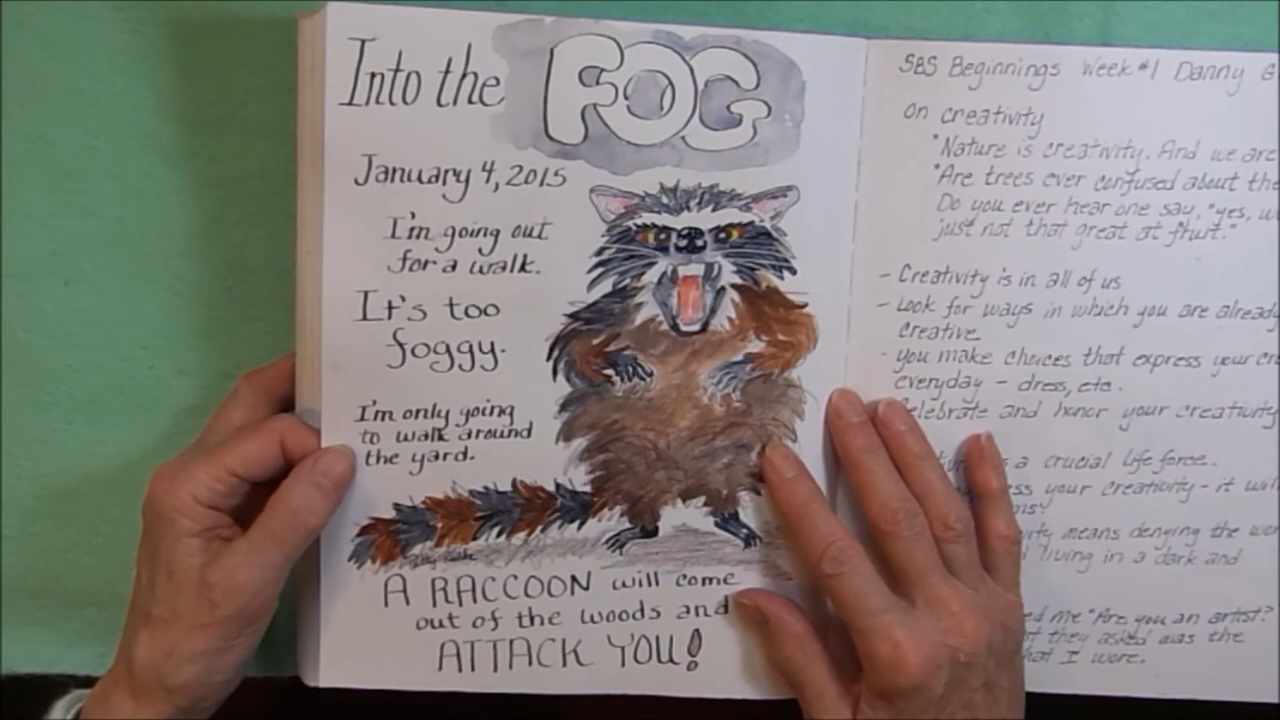 Into the FOG
January 4, 2015
I'm going out
for a walk.
It's too
foggy.
I'm only going
to walk around
the yard.
A RACCOON will come
out of the woods and
ATTACK YOU!
SBS Beginnings Week #1 Danny G
on creativity
"Nature is creativity. And we are
"Are trees ever confused about the
Do you ever hear one say, "yes,
just not that great at fruit."
- Creativity is in all of us
- Look for ways in which you are already
creative
- you make choices that express your
everyday - dress, etc.
Celebrate and honor your creativity
is a crucial life force.
your creativity - it will
means denying the
living in a dark and
me "Are you an artist?
they asked was the
I were.